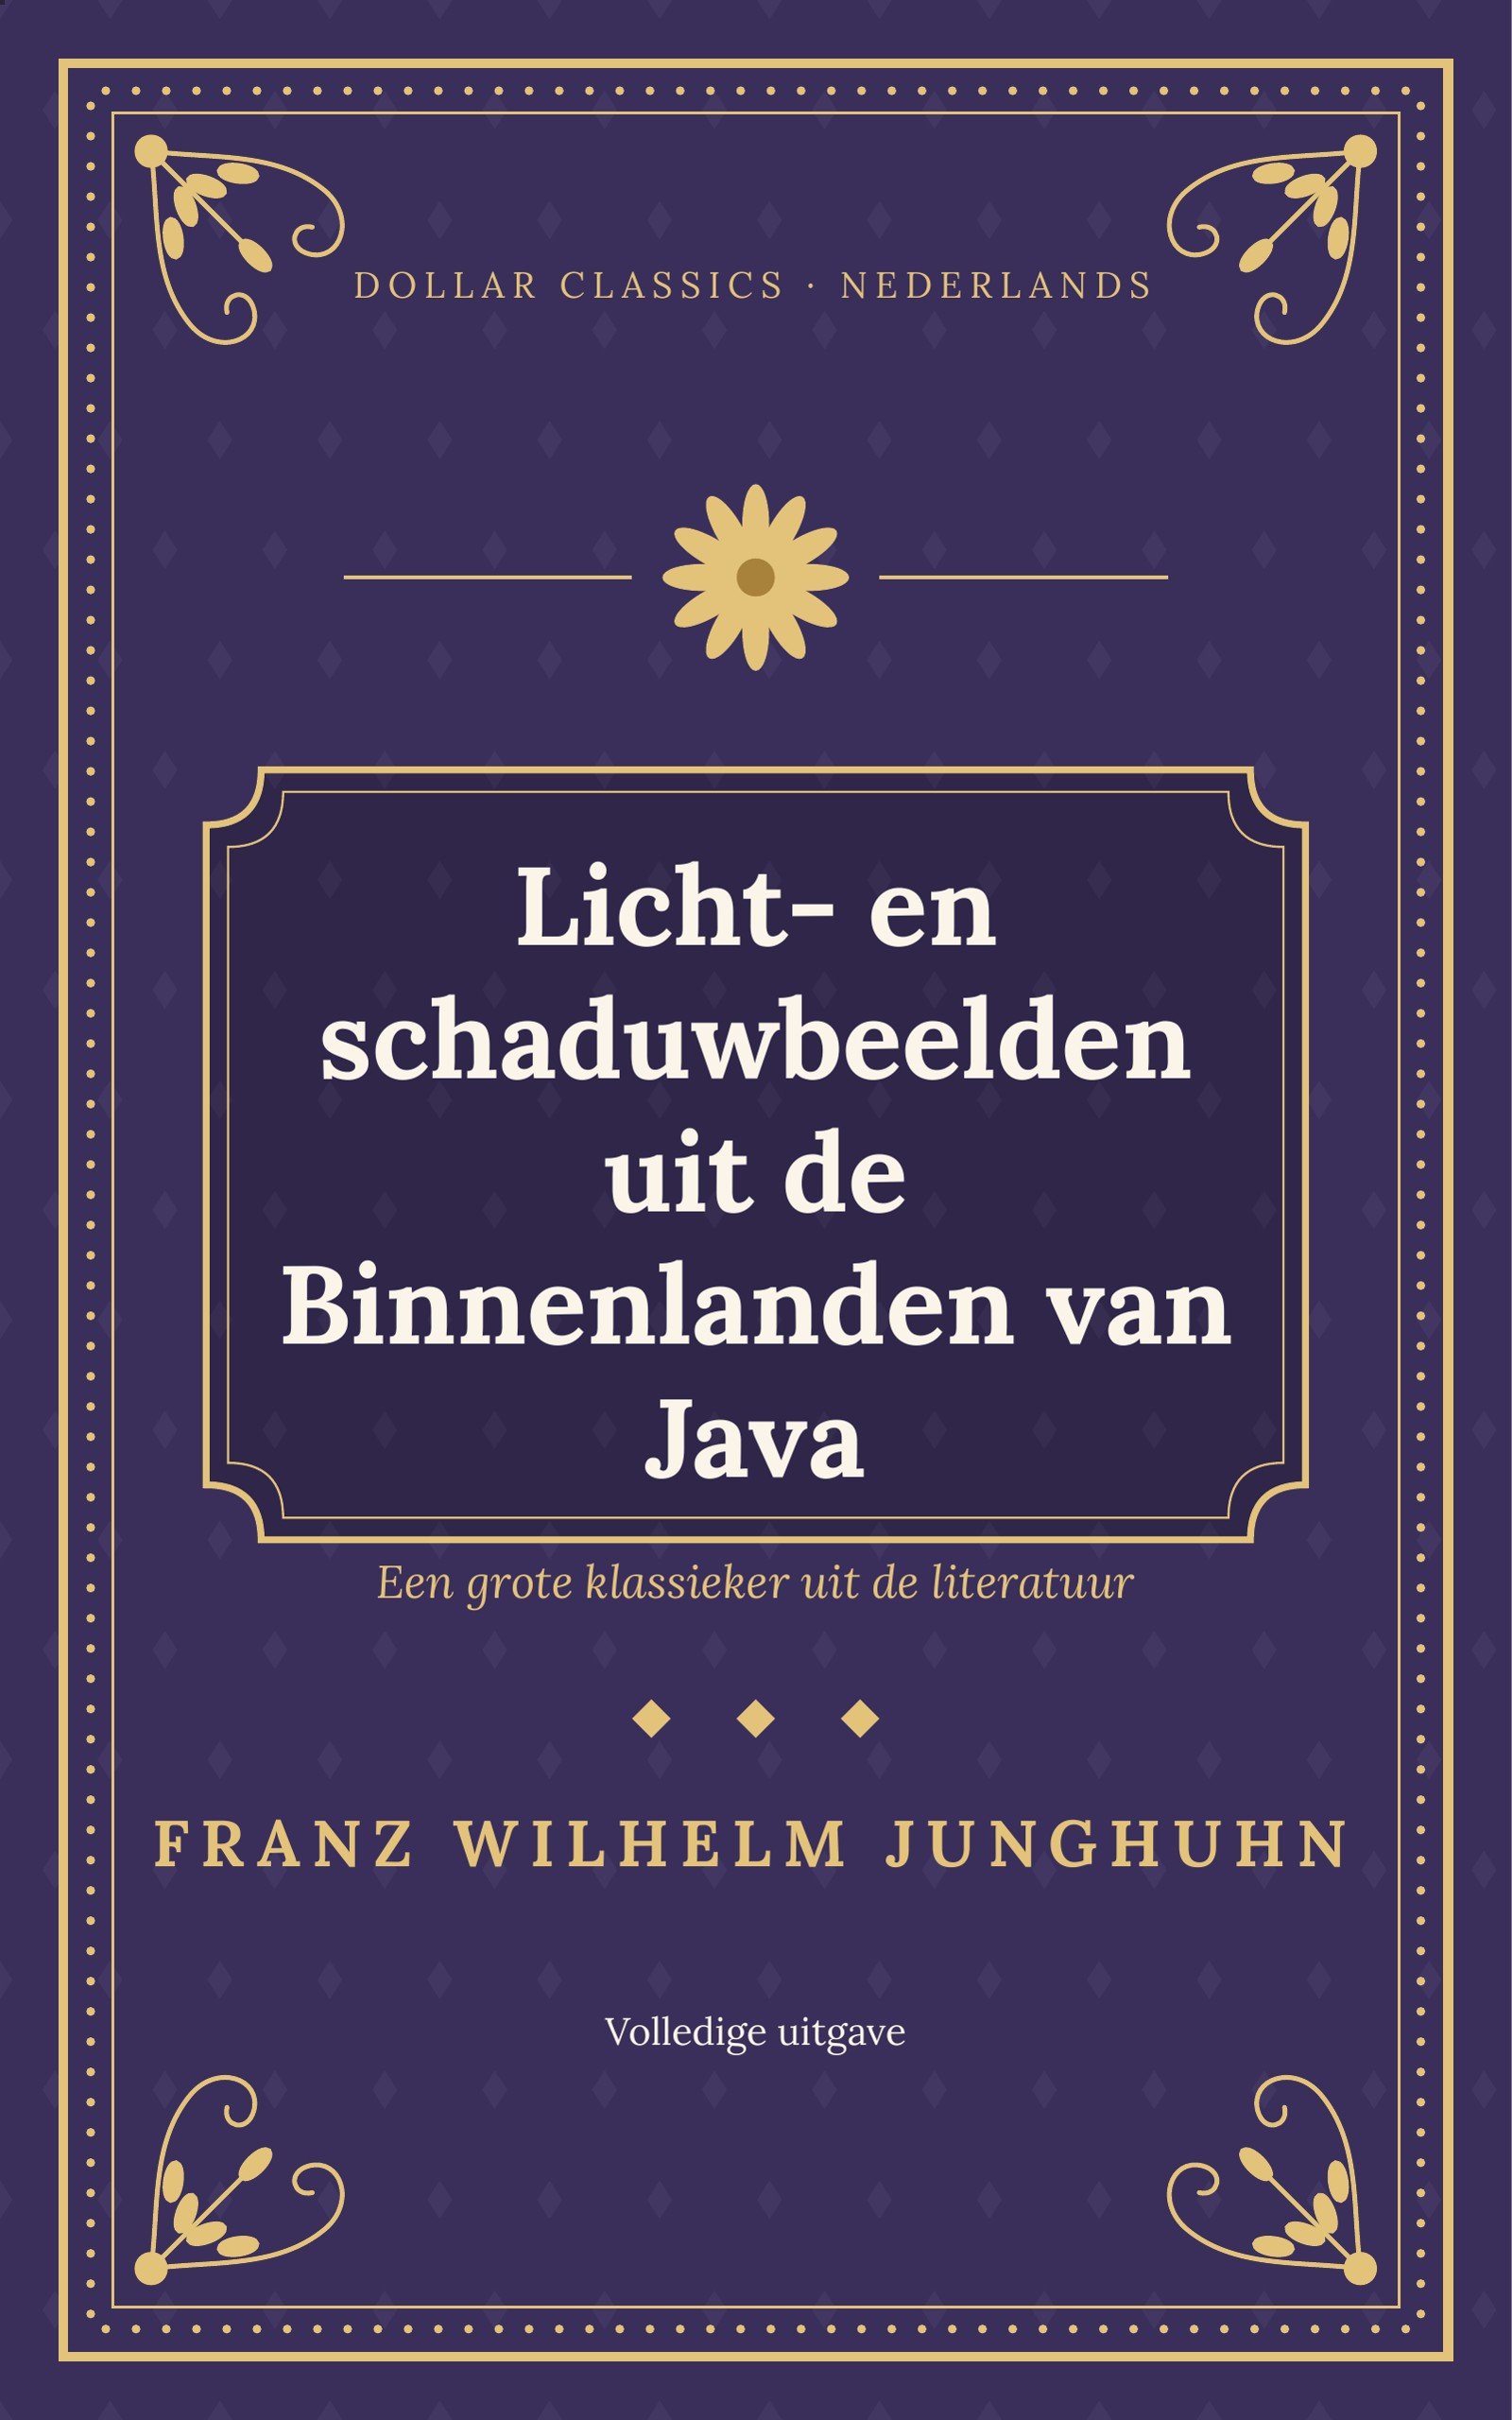 DOLLAR CLASSICS · NEDERLANDS
Licht- en
schaduwbeelden
uit de
Binnenlanden van
Java
Een grote klassieker uit de literatuur
FRANZ WILHELM JUNGHUHN
Volledige uitgave